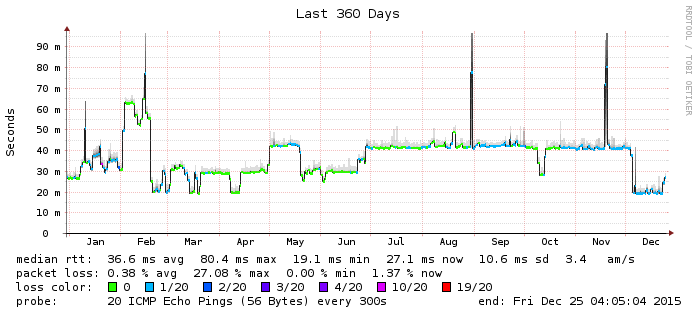 Last 360 Days
RRDTOOL / TOBI OETIKER
Seconds
90 m
80 m
70 m
60 m
50 m
40 m
30 m
20 m
10 m
0
Jan Feb Mar Apr May Jun Jul Aug Sep Oct Nov Dec
median rtt: 36.6 ms avg 80.4 ms max 19.1 ms min 27.1 ms now 10.6 ms sd 3.4 am/s
packet loss: 0.38 % avg 27.08 % max 0.00 % min 1.37 % now
loss color: 0 1/20 2/20 3/20 4/20 10/20 19/20
probe: 20 ICMP Echo Pings (56 Bytes) every 300s end: Fri Dec 25 04:05:04 2015